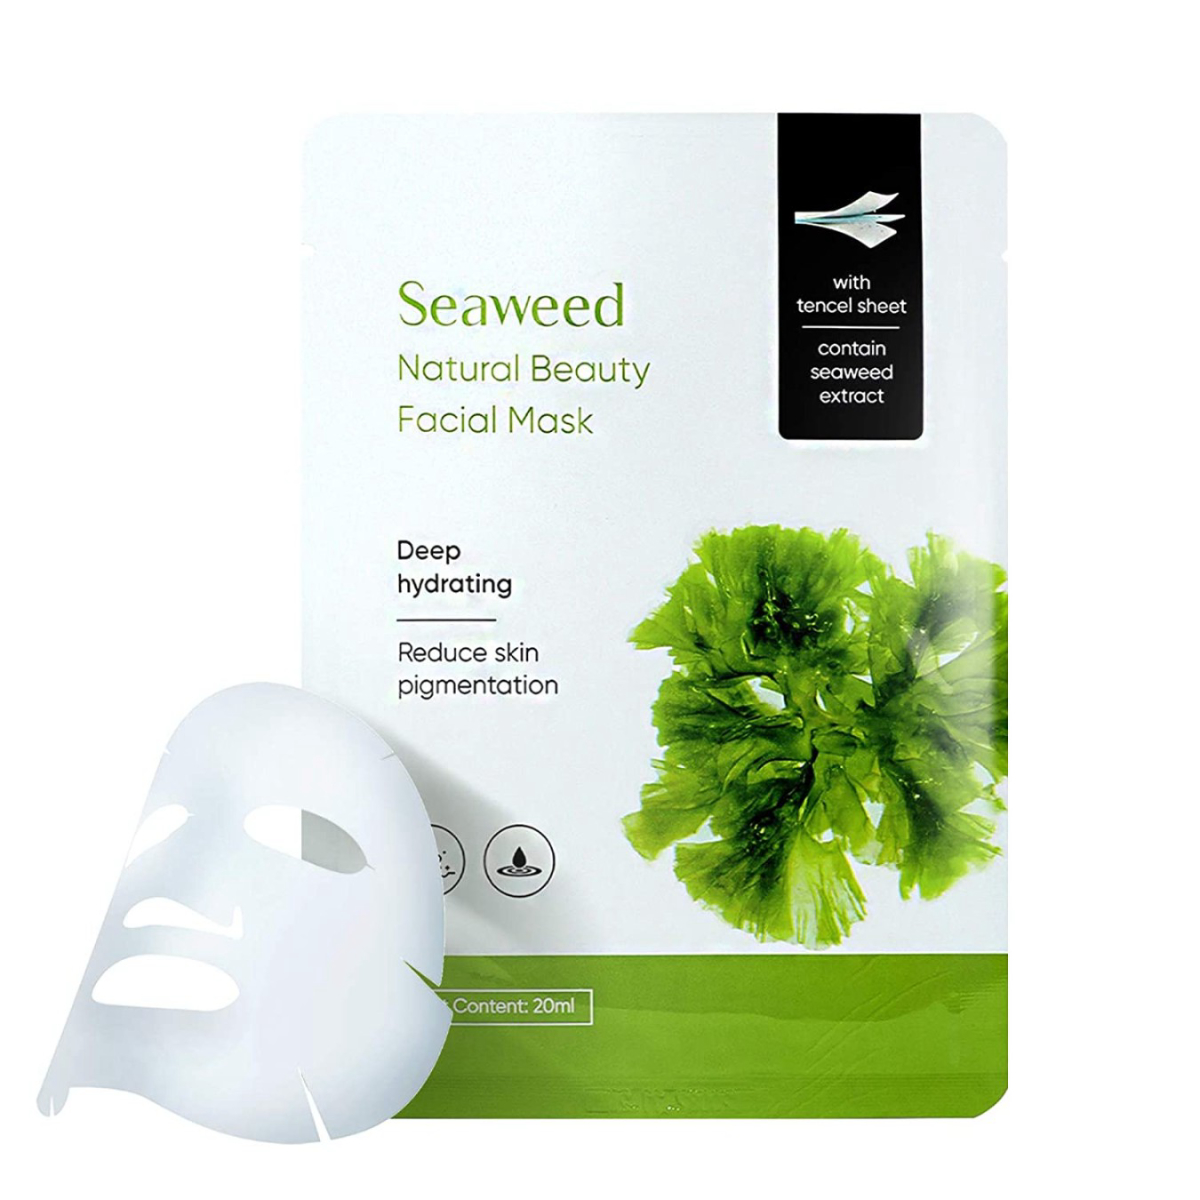 with
tencel sheet
contain
seaweed
extract
Seaweed
Natural Beauty
Facial Mask
Deep
hydrating
Reduce skin
pigmentation
Content: 20ml